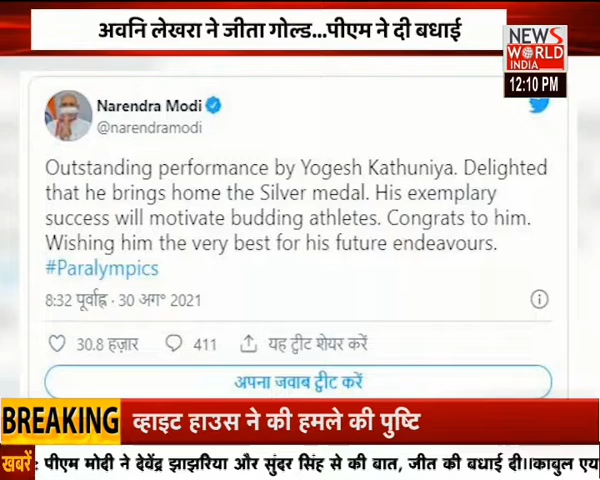 अवनि लेखरा ने जीता गोल्ड...पीएम ने दी बधाई
NEWS
WORLD
INDIA
12:10 PM
Narendra Modi
@narendramodi
Outstanding performance by Yogesh Kathuniya. Delighted
that he brings home the Silver medal. His exemplary
success will motivate budding athletes. Congrats to him.
Wishing him the very best for his future endeavours.
#Paralympics
8:32 पूर्वाह्न · 30 अग॰ 2021
30.8 हज़ार 411 यह ट्वीट शेयर करें
अपना जवाब ट्वीट करें
BREAKING व्हाइट हाउस ने की हमले की पुष्टि
खबरें : पीएम मोदी ने देवेंद्र झाझरिया और सुंदर सिंह से की बात, जीत की बधाई दी।।काबुल एय